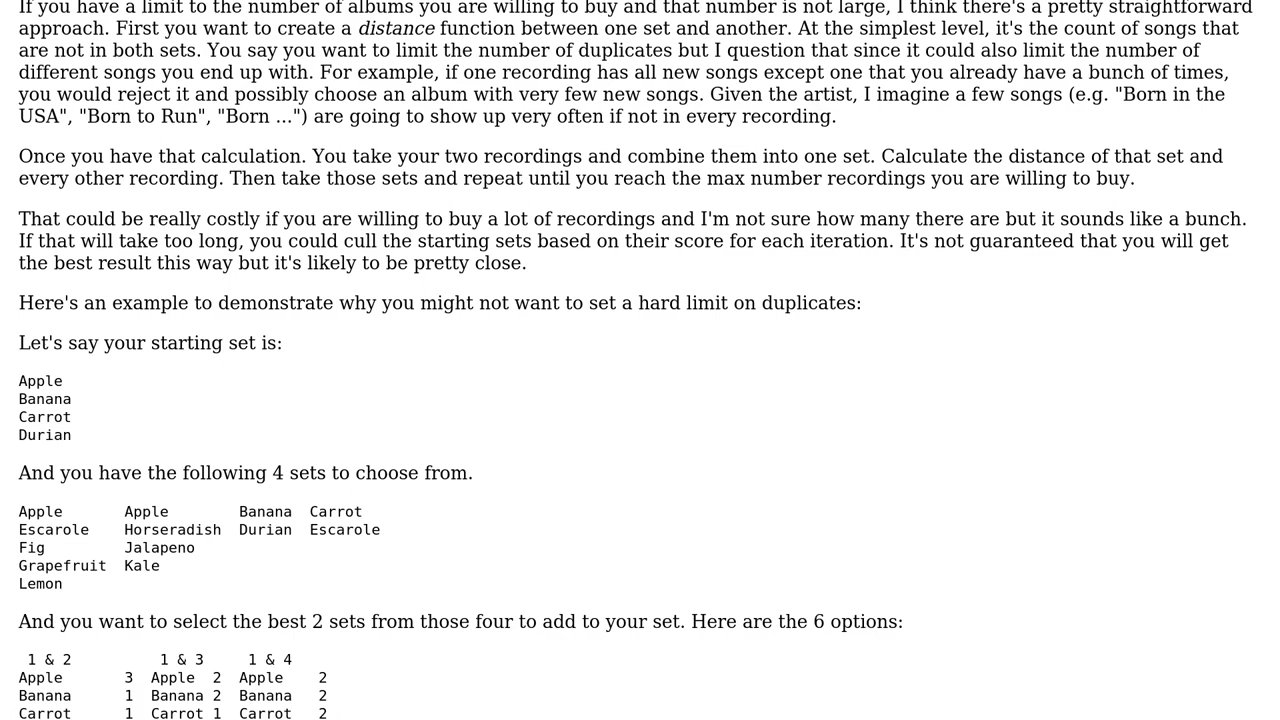 If you have a limit to the number of albums you are willing to buy and that number is not large, I think there's a pretty straightforward
approach. First you want to create a distance function between one set and another. At the simplest level, it's the count of songs that
are not in both sets. You say you want to limit the number of duplicates but I question that since it could also limit the number of
different songs you end up with. For example, if one recording has all new songs except one that you already have a bunch of times,
you would reject it and possibly choose an album with very few new songs. Given the artist, I imagine a few songs (e.g. "Born in the
USA", "Born to Run", "Born ...") are going to show up very often if not in every recording.
Once you have that calculation. You take your two recordings and combine them into one set. Calculate the distance of that set and
every other recording. Then take those sets and repeat until you reach the max number recordings you are willing to buy.
That could be really costly if you are willing to buy a lot of recordings and I'm not sure how many there are but it sounds like a bunch.
If that will take too long, you could cull the starting sets based on their score for each iteration. It's not guaranteed that you will get
the best result this way but it's likely to be pretty close.
Here's an example to demonstrate why you might not want to set a hard limit on duplicates:
Let's say your starting set is:
Apple
Banana
Carrot
Durian
And you have the following 4 sets to choose from.
Apple       Apple        Banana  Carrot
Escarole    Horseradish  Durian  Escarole
Fig         Jalapeno
Grapefruit  Kale
Lemon
And you want to select the best 2 sets from those four to add to your set. Here are the 6 options:
 1 & 2          1 & 3     1 & 4
Apple       3  Apple  2  Apple    2
Banana      1  Banana 2  Banana   2
Carrot      1  Carrot 1  Carrot   2